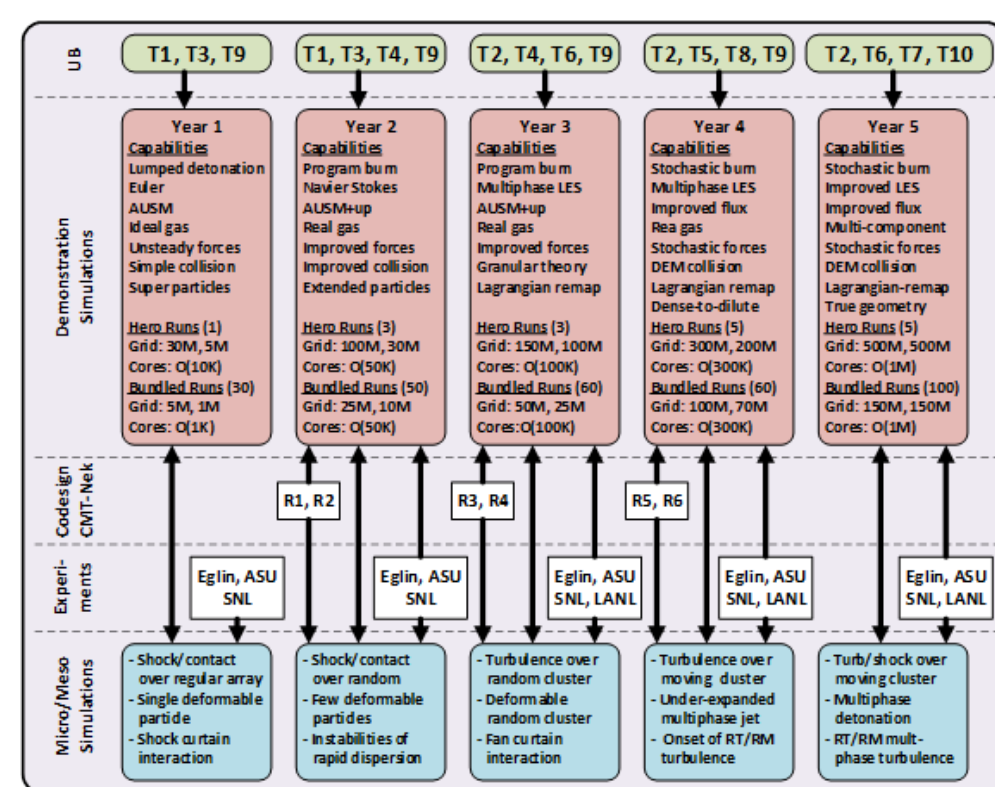 UB
T1, T3, T9
T1, T3, T4, T9
T2, T4, T6, T9
T2, T5, T8, T9
T2, T6, T7, T10
Demonstration
Simulations
Year 1
Capabilities
Lumped detonation
Euler
AUSM
Ideal gas
Unsteady forces
Simple collision
Super particles
Hero Runs (1)
Grid: 30M, 5M
Cores: O(10K)
Bundled Runs (30)
Grid: 5M, 1M
Cores: O(1K)
Year 2
Capabilities
Program burn
Navier Stokes
AUSM+up
Real gas
Improved forces
Improved collision
Extended particles
Hero Runs (3)
Grid: 100M, 30M
Cores: O(50K)
Bundled Runs (50)
Grid: 25M, 10M
Cores: O(50K)
Year 3
Capabilities
Program burn
Multiphase LES
AUSM+up
Real gas
Improved forces
Granular theory
Lagrangian remap
Hero Runs (3)
Grid: 150M, 100M
Cores: O(100K)
Bundled Runs (60)
Grid: 50M, 25M
Cores:O(100K)
Year 4
Capabilities
Stochastic burn
Multiphase LES
Improved flux
Rea gas
Stochastic forces
DEM collision
Lagrangian remap
Dense-to-dilute
Hero Runs (5)
Grid: 300M, 200M
Cores: O(300K)
Bundled Runs (60)
Grid: 100M, 70M
Cores: O(300K)
Year 5
Capabilities
Stochastic burn
Improved LES
Improved flux
Multi-component
Stochastic forces
DEM collision
Lagrangian-remap
True geometry
Hero Runs (5)
Grid: 500M, 500M
Cores: O(1M)
Bundled Runs (100)
Grid: 150M, 150M
Cores: O(1M)
Codesign
CMT-Nek
R1, R2
R3, R4
R5, R6
Experi-
ments
Eglin, ASU
SNL
Eglin, ASU
SNL
Eglin, ASU
SNL, LANL
Eglin, ASU
SNL, LANL
Eglin, ASU
SNL, LANL
Micro/Meso
Simulations
- Shock/contact
over regular array
- Single deformable
particle
- Shock curtain
interaction
- Shock/contact
over random
- Few deformable
particles
- Instabilities of
rapid dispersion
- Turbulence over
random cluster
- Deformable
random cluster
- Fan curtain
interaction
- Turbulence over
moving cluster
- Under-expanded
multiphase jet
- Onset of RT/RM
turbulence
- Turb/shock over
moving cluster
- Multiphase
detonation
- RT/RM mult-
phase turbulence